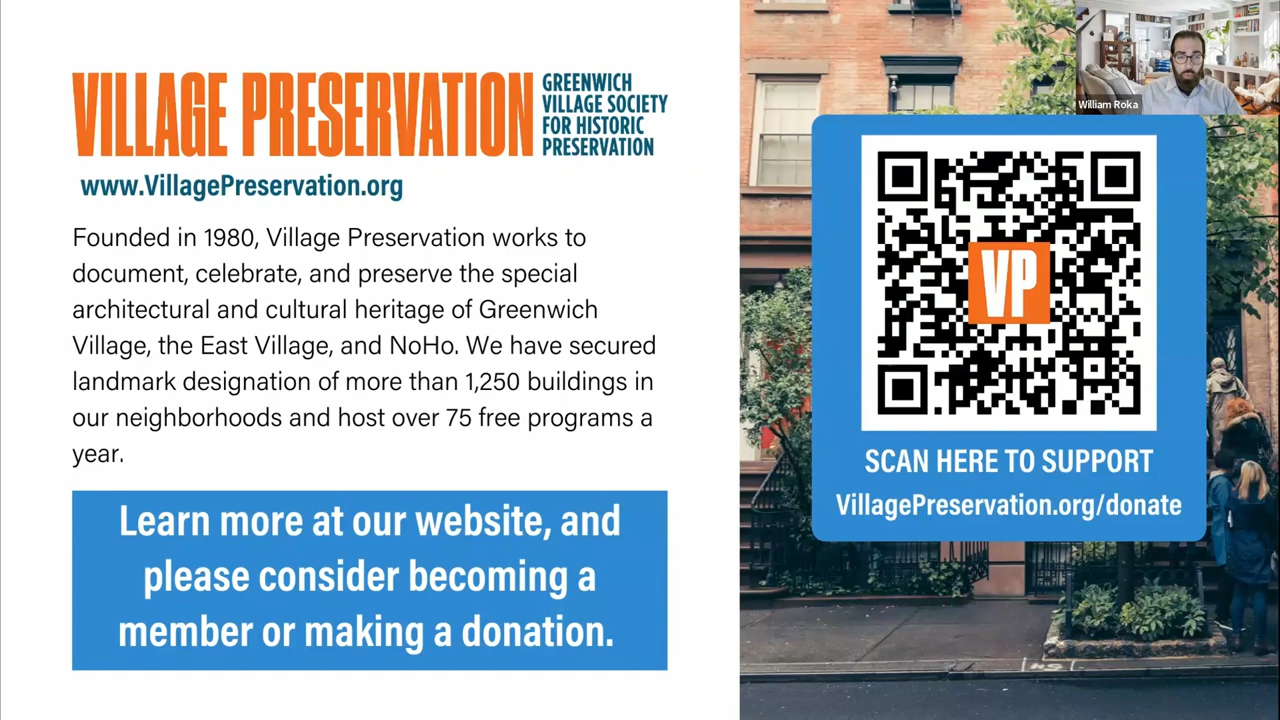 VILLAGE PRESERVATION
GREENWICH
VILLAGE SOCIETY
FOR HISTORIC
PRESERVATION
www.VillagePreservation.org
Founded in 1980, Village Preservation works to
document, celebrate, and preserve the special
architectural and cultural heritage of Greenwich
Village, the East Village, and NoHo. We have secured
landmark designation of more than 1,250 buildings in
our neighborhoods and host over 75 free programs a
year.
Learn more at our website, and
please consider becoming a
member or making a donation.
William Roka
VP
SCAN HERE TO SUPPORT
VillagePreservation.org/donate